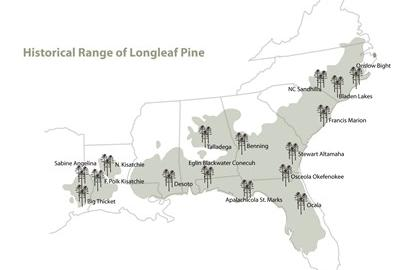 Historical Range of Longleaf Pine
Onslow Bight
NC Sandhills
Bladen Lakes
Francis Marion
Talladega
Benning
Stewart Altamaha
Sabine Angelina
N. Kisatchie
Eglin Blackwater Conecuh
Osceola Okefenokee
F. Polk Kisatchie
Desoto
Big Thicket
Apalachicola St. Marks
Ocala